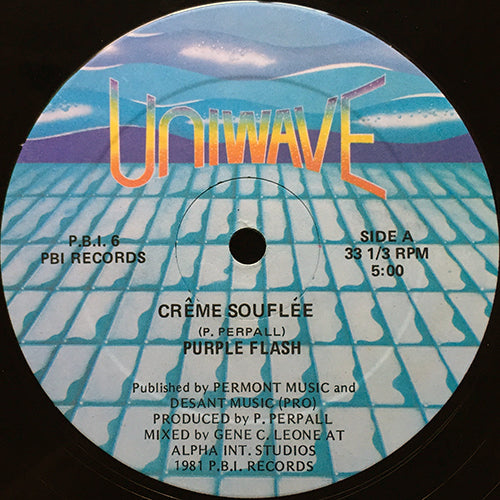 UNIWAVE
P.B.I. 6
PBI RECORDS
SIDE A
33 1/3 RPM
5:00
CRÊME SOUFLÉE
(P. PERPALL)
PURPLE FLASH
Published by PERMONT MUSIC and
DESANT MUSIC (PRO)
PRODUCED by P. PERPALL
MIXED by GENE C. LEONE AT
ALPHA INT. STUDIOS
1981 P.B.I. RECORDS